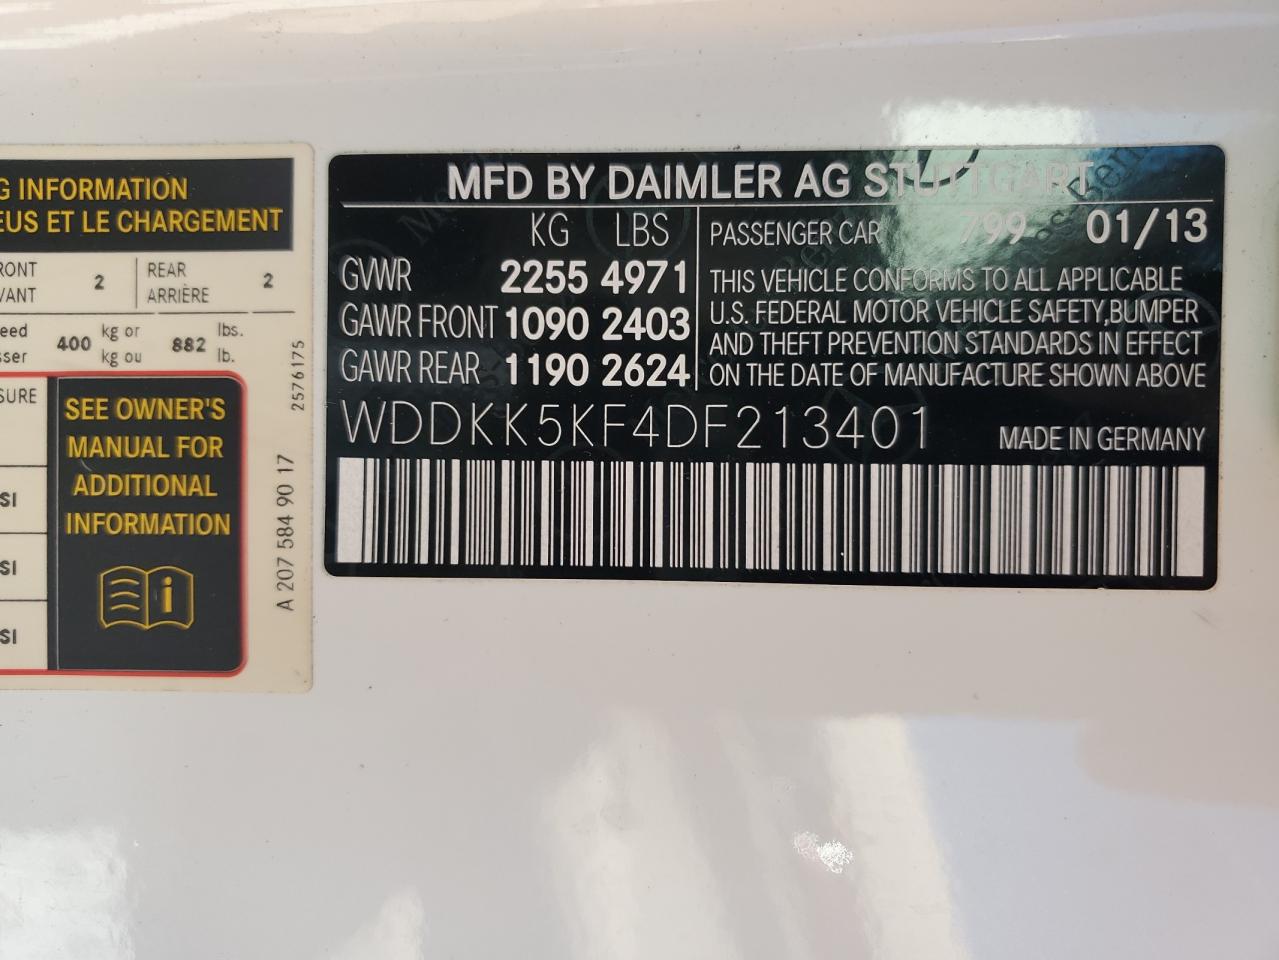 G INFORMATION
EUS ET LE CHARGEMENT
RONT
VANT
2
REAR
ARRIÈRE
2
eed
sser
400
kg or
kg ou
882
lbs.
lb.
SURE
SI
SI
SI
SEE OWNER'S
MANUAL FOR
ADDITIONAL
INFORMATION
2576175
A 207 584 90 17
MFD BY DAIMLER AG STUTTGART
KG LBS
GVWR 2255 4971
GAWR FRONT 1090 2403
GAWR REAR 1190 2624
PASSENGER CAR 799 01/13
THIS VEHICLE CONFORMS TO ALL APPLICABLE
U.S. FEDERAL MOTOR VEHICLE SAFETY,BUMPER
AND THEFT PREVENTION STANDARDS IN EFFECT
ON THE DATE OF MANUFACTURE SHOWN ABOVE
WDDKK5KF4DF213401
MADE IN GERMANY